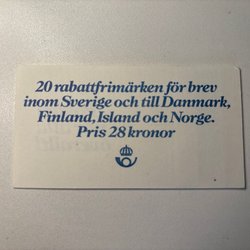 20 rabattfrimärken för brev
inom Sverige och till Danmark,
Finland, Island och Norge.
Pris 28 kronor